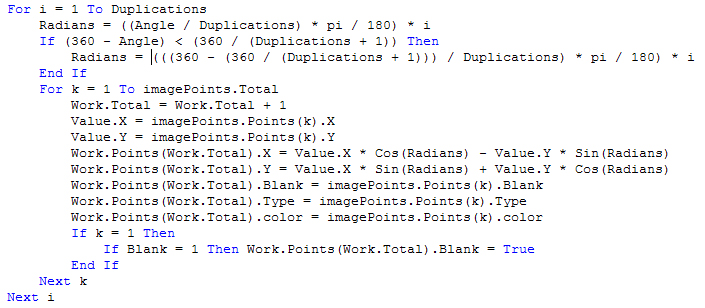 For i = 1 To Duplications
Radians = ((Angle / Duplications) * pi / 180) * i
If (360 - Angle) < (360 / (Duplications + 1)) Then
Radians = (((360 - (360 / (Duplications + 1))) / Duplications) * pi / 180) * i
End If
For k = 1 To imagePoints.Total
Work.Total = Work.Total + 1
Value.X = imagePoints.Points(k).X
Value.Y = imagePoints.Points(k).Y
Work.Points(Work.Total).X = Value.X * Cos(Radians) - Value.Y * Sin(Radians)
Work.Points(Work.Total).Y = Value.X * Sin(Radians) + Value.Y * Cos(Radians)
Work.Points(Work.Total).Blank = imagePoints.Points(k).Blank
Work.Points(Work.Total).Type = imagePoints.Points(k).Type
Work.Points(Work.Total).color = imagePoints.Points(k).color
If k = 1 Then
If Blank = 1 Then Work.Points(Work.Total).Blank = True
End If
Next k
Next i